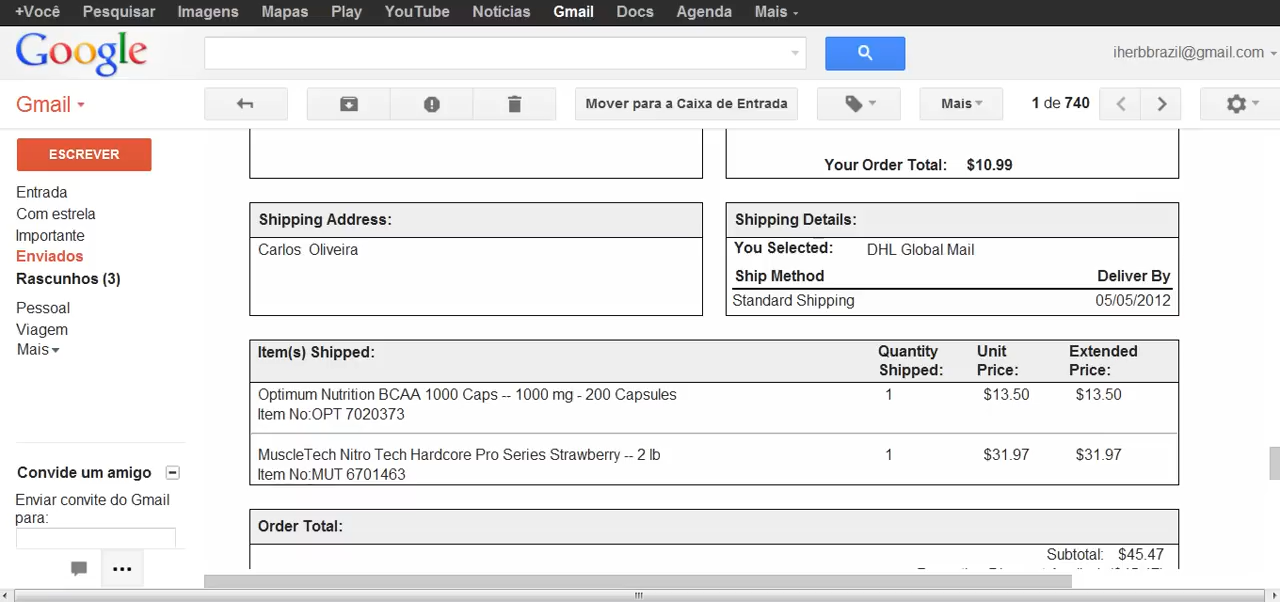 +Você Pesquisar Imagens Mapas Play YouTube Noticias Gmail Docs Agenda Mais
Google
iherbbrazil@gmail.com
Gmail
Mover para a Caixa de Entrada
Mais
1 de 740
ESCREVER
Entrada
Com estrela
Importante
Enviados
Rascunhos (3)
Pessoal
Viagem
Mais
Convide um amigo
Enviar convite do Gmail
para:
Your Order Total: $10.99
Shipping Address:
Carlos Oliveira
Shipping Details:
You Selected: DHL Global Mail
Ship Method Deliver By
Standard Shipping 05/05/2012
Item(s) Shipped: Quantity Shipped: Unit Price: Extended Price:
Optimum Nutrition BCAA 1000 Caps -- 1000 mg - 200 Capsules 1 $13.50 $13.50
Item No:OPT 7020373
MuscleTech Nitro Tech Hardcore Pro Series Strawberry -- 2 lb 1 $31.97 $31.97
Item No:MUT 6701463
Order Total:
Subtotal: $45.47